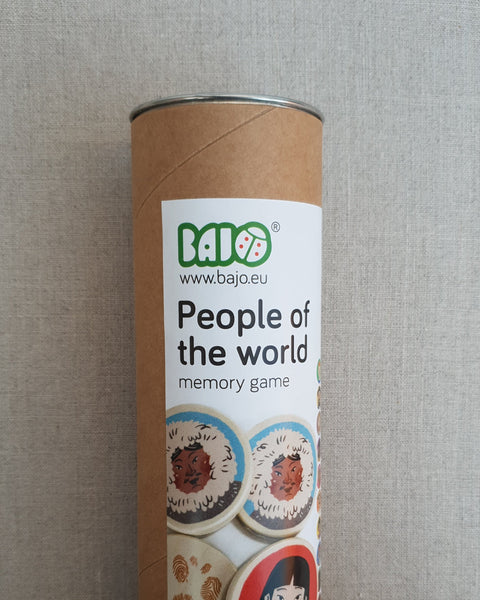 BAJO®
www.bajo.eu
People of
the world
memory game